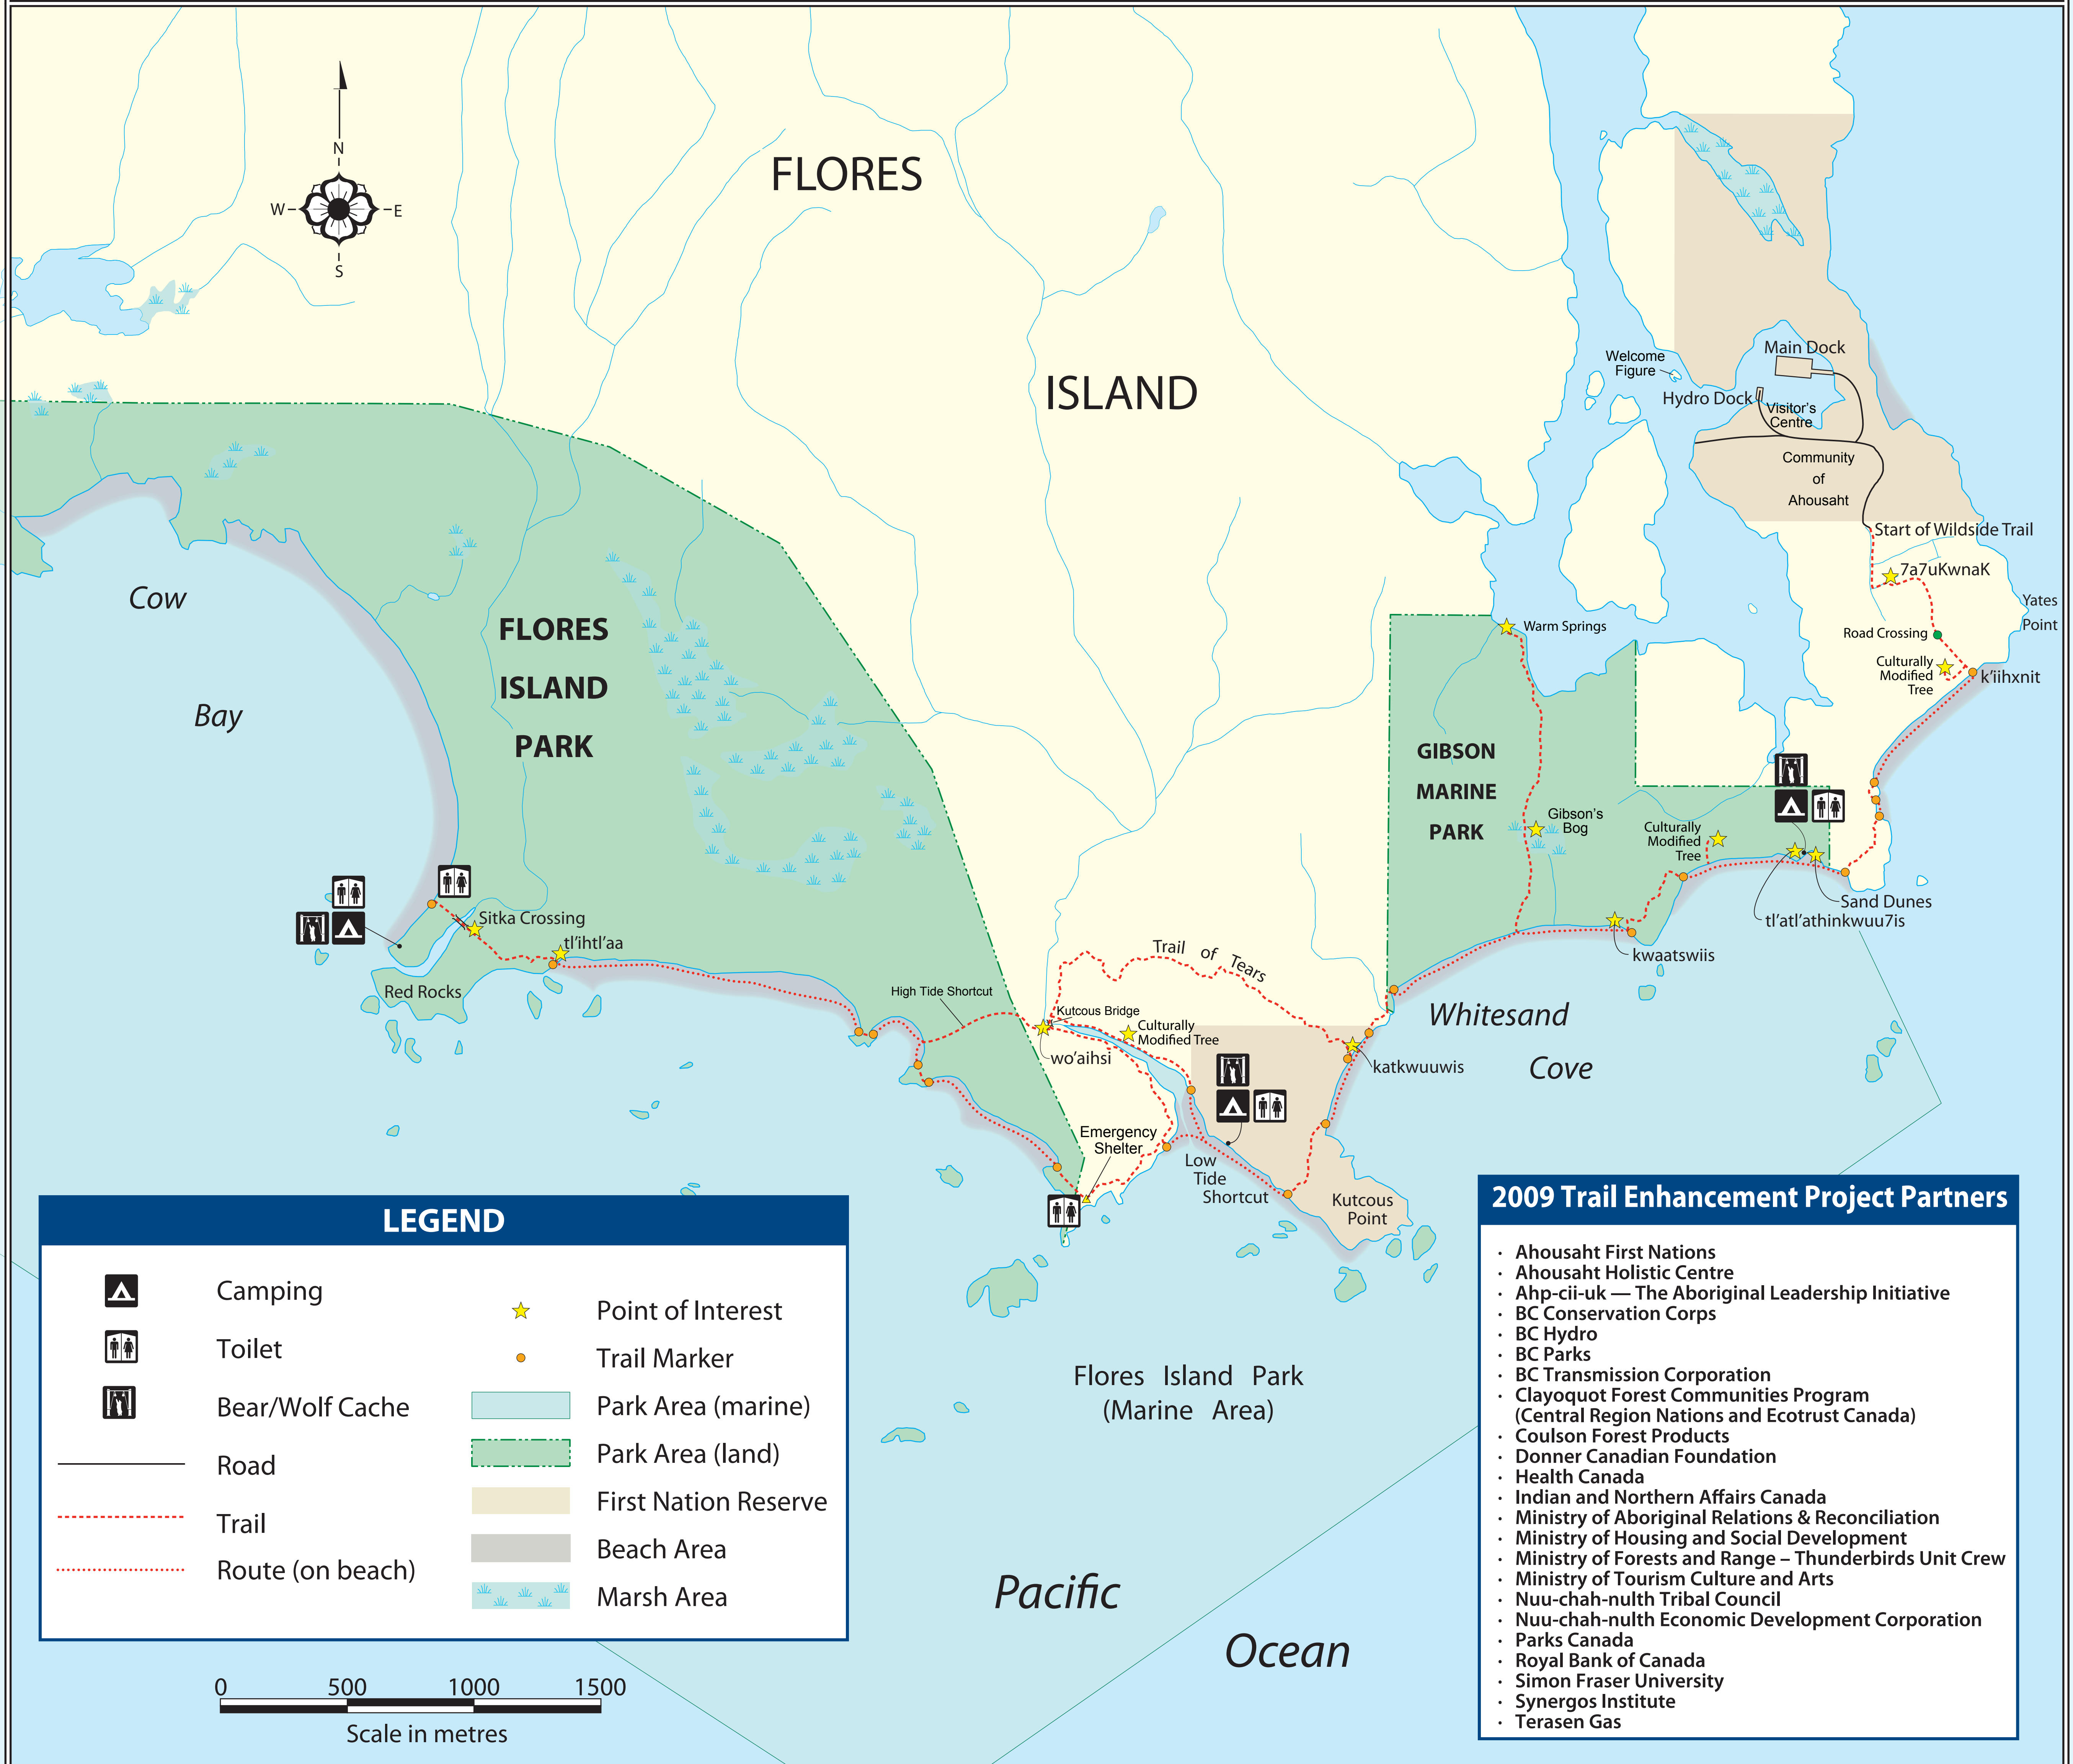 N
W
E
S
FLORES
ISLAND
Main Dock
Welcome
Figure
Hydro Dock
Visitor's
Centre
Community
of
Ahousaht
Start of Wildside Trail
7a7uKwnaK
Yates
Point
Road Crossing
Culturally
Modified
Tree
k'iihxnit
Cow
Bay
FLORES
ISLAND
PARK
Warm Springs
GIBSON
MARINE
PARK
Gibson's
Bog
Culturally
Modified
Tree
Sand Dunes
tl'atl'athinkwuu7is
kwaatswiis
Sitka Crossing
tl'ihtl'aa
Red Rocks
High Tide Shortcut
Trail of Tears
Kutcous Bridge
Culturally
Modified Tree
wo'aihsi
katkwuuwis
Whitesand
Cove
Emergency
Shelter
Low
Tide
Shortcut
Kutcous
Point
Flores Island Park
(Marine Area)
Pacific
Ocean
LEGEND
Camping
Toilet
Bear/Wolf Cache
Road
Trail
Route (on beach)
Point of Interest
Trail Marker
Park Area (marine)
Park Area (land)
First Nation Reserve
Beach Area
Marsh Area
0 500 1000 1500
Scale in metres
2009 Trail Enhancement Project Partners
· Ahousaht First Nations
· Ahousaht Holistic Centre
· Ahp-cii-uk — The Aboriginal Leadership Initiative
· BC Conservation Corps
· BC Hydro
· BC Parks
· BC Transmission Corporation
· Clayoquot Forest Communities Program
(Central Region Nations and Ecotrust Canada)
· Coulson Forest Products
· Donner Canadian Foundation
· Health Canada
· Indian and Northern Affairs Canada
· Ministry of Aboriginal Relations & Reconciliation
· Ministry of Housing and Social Development
· Ministry of Forests and Range – Thunderbirds Unit Crew
· Ministry of Tourism Culture and Arts
· Nuu-chah-nulth Tribal Council
· Nuu-chah-nulth Economic Development Corporation
· Parks Canada
· Royal Bank of Canada
· Simon Fraser University
· Synergos Institute
· Terasen Gas